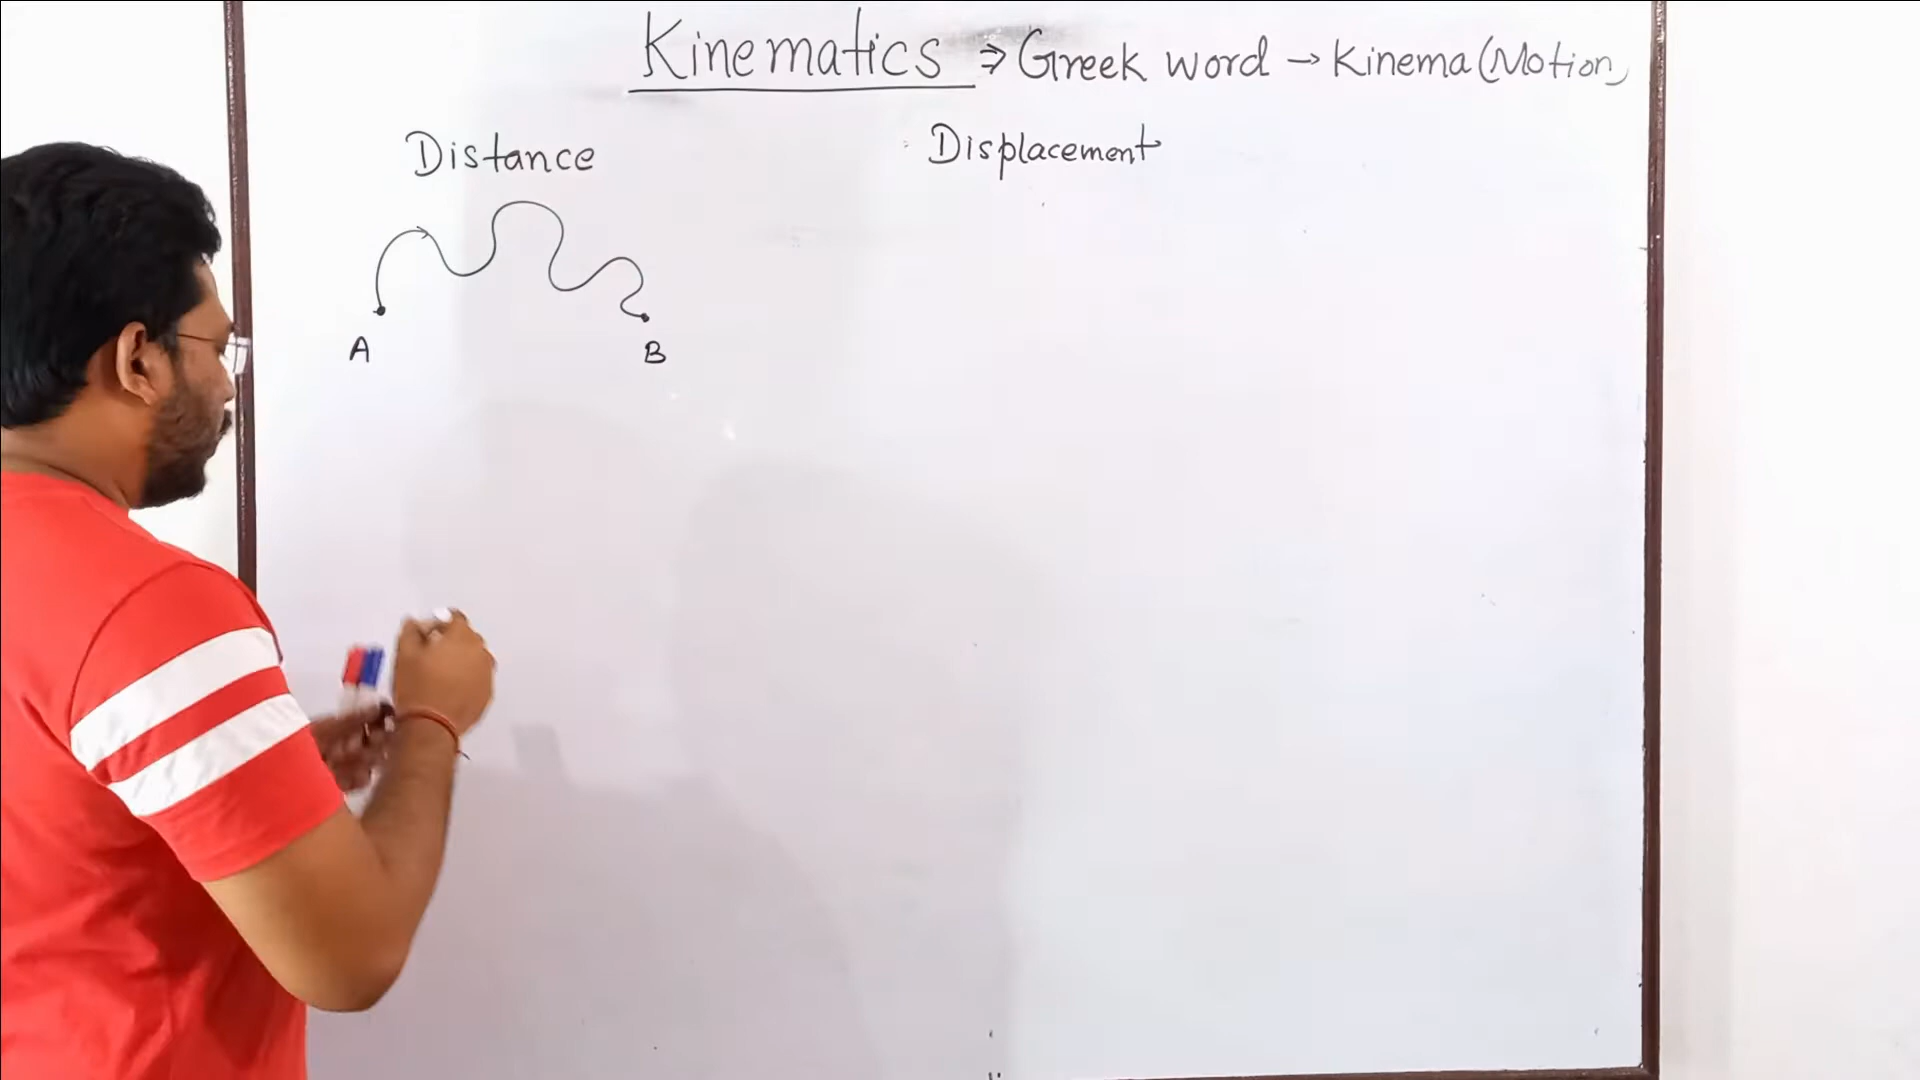 Kinematics ⇒ Greek word → Kinema (Motion)
Distance Displacement
A B